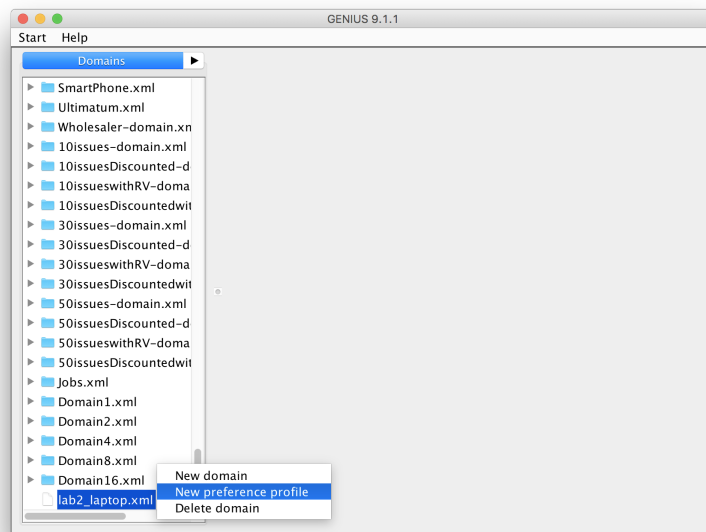 GENIUS 9.1.1
Start Help
Domains
SmartPhone.xml
Ultimatum.xml
Wholesaler-domain.xm
10issues-domain.xml
10issuesDiscounted-d
10issueswithRV-doma
10issuesDiscountedwit
30issues-domain.xml
30issuesDiscounted-d
30issueswithRV-doma
30issuesDiscountedwit
50issues-domain.xml
50issuesDiscounted-d
50issueswithRV-doma
50issuesDiscountedwit
Jobs.xml
Domain1.xml
Domain2.xml
Domain4.xml
Domain8.xml
Domain16.xml
lab2_laptop.xml
New domain
New preference profile
Delete domain